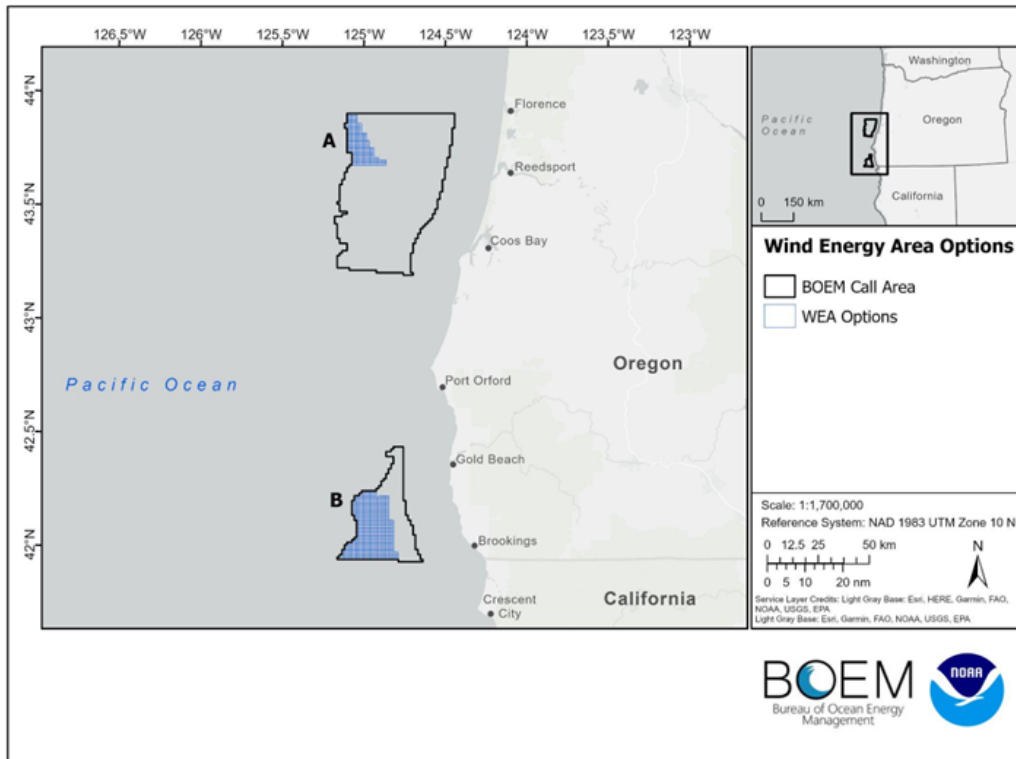 126,5°W 126°W 125,5°W 125°W 124,5°W 124°W 123,5°W 123°W
44°N
43,5°N
43°N
42,5°N
42°N
A
B
Florence
Reedsport
Coos Bay
Port Orford
Gold Beach
Brookings
Crescent
City
Pacific Ocean
Oregon
California
Washington
Pacific
Ocean
Oregon
California
0 150 km
Wind Energy Area Options
BOEM Call Area
WEA Options
Scale: 1:1,700,000
Reference System: NAD 1983 UTM Zone 10 N
0 12.5 25 50 km
0 5 10 20 nm
N
Service Layer Credits: Light Gray Base: Esri, HERE, Garmin, FAO,
NOAA, USGS, EPA
Light Gray Base: Esri, Garmin, FAO, NOAA, USGS, EPA
BOEM
Bureau of Ocean Energy
Management
NOAA